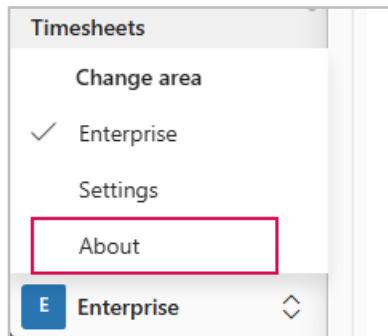 Timesheets
Change area
Enterprise
Settings
About
E Enterprise